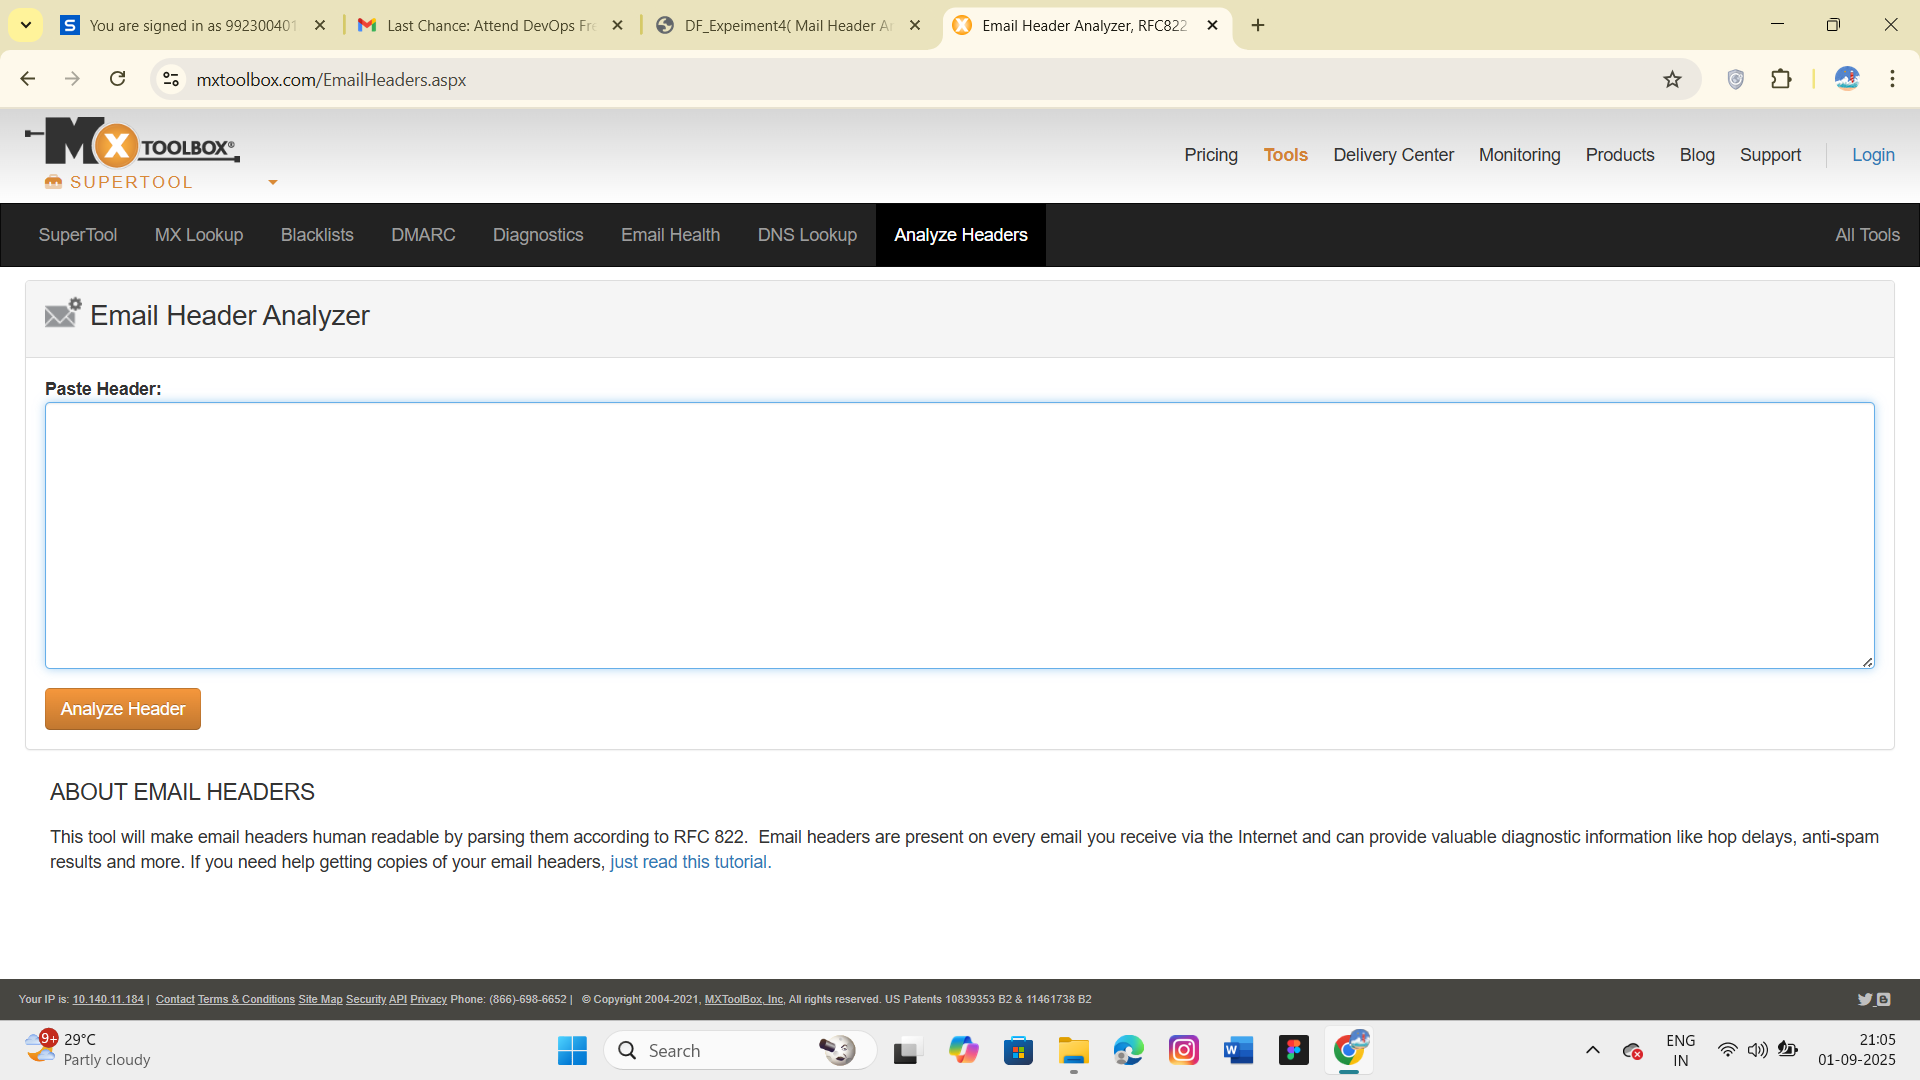 You are signed in as 992300401
Last Chance: Attend DevOps Fre
DF_Expeiment4( Mail Header An
Email Header Analyzer, RFC822
mxtoolbox.com/EmailHeaders.aspx
MX TOOLBOX®
SUPERTOOL
Pricing Tools Delivery Center Monitoring Products Blog Support Login
SuperTool MX Lookup Blacklists DMARC Diagnostics Email Health DNS Lookup Analyze Headers All Tools
Email Header Analyzer
Paste Header:
Analyze Header
ABOUT EMAIL HEADERS
This tool will make email headers human readable by parsing them according to RFC 822.  Email headers are present on every email you receive via the Internet and can provide valuable diagnostic information like hop delays, anti-spam
results and more. If you need help getting copies of your email headers, just read this tutorial.
Your IP is: 10.140.11.184 | Contact Terms & Conditions Site Map Security API Privacy Phone: (866)-698-6652 | © Copyright 2004-2021, MXToolBox, Inc, All rights reserved. US Patents 10839353 B2 & 11461738 B2
9+ 29°C
Partly cloudy
Search
ENG
IN
21:05
01-09-2025